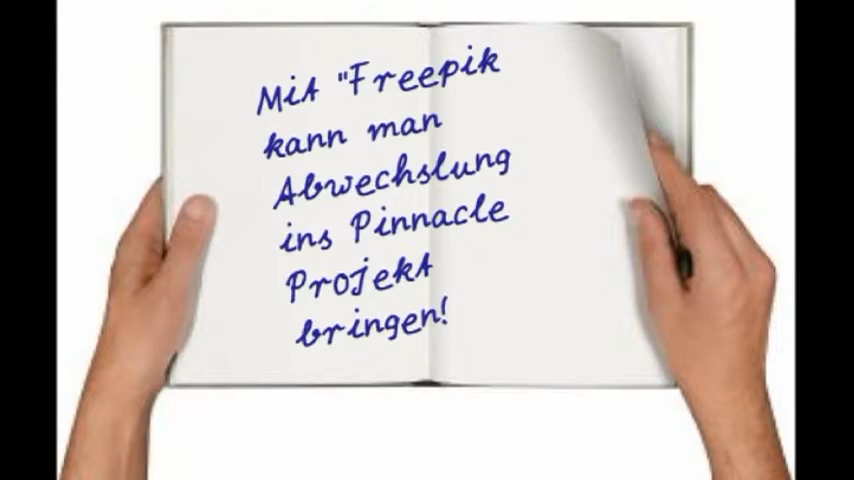 Mit "Freepik
kann man
Abwechslung
ins Pinnacle
Projekt
bringen!